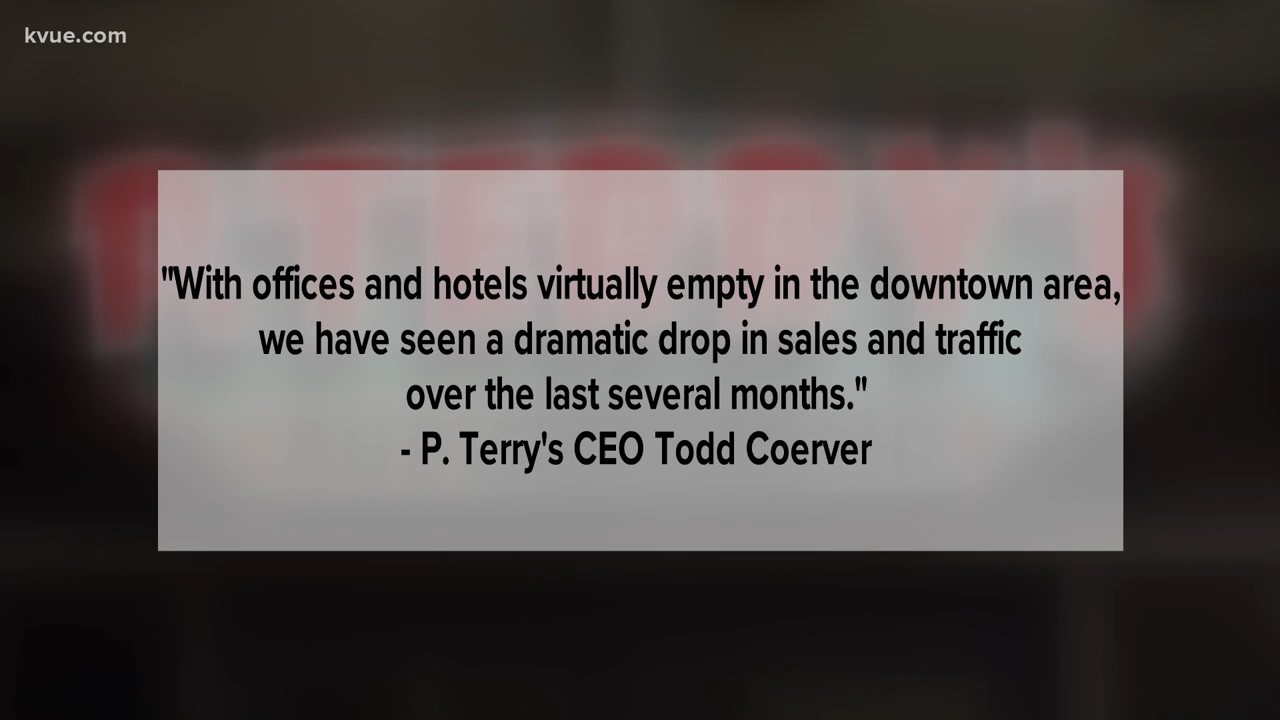 kvue.com
P.TERRY'S
"With offices and hotels virtually empty in the downtown area,
we have seen a dramatic drop in sales and traffic
over the last several months."
- P. Terry's CEO Todd Coerver